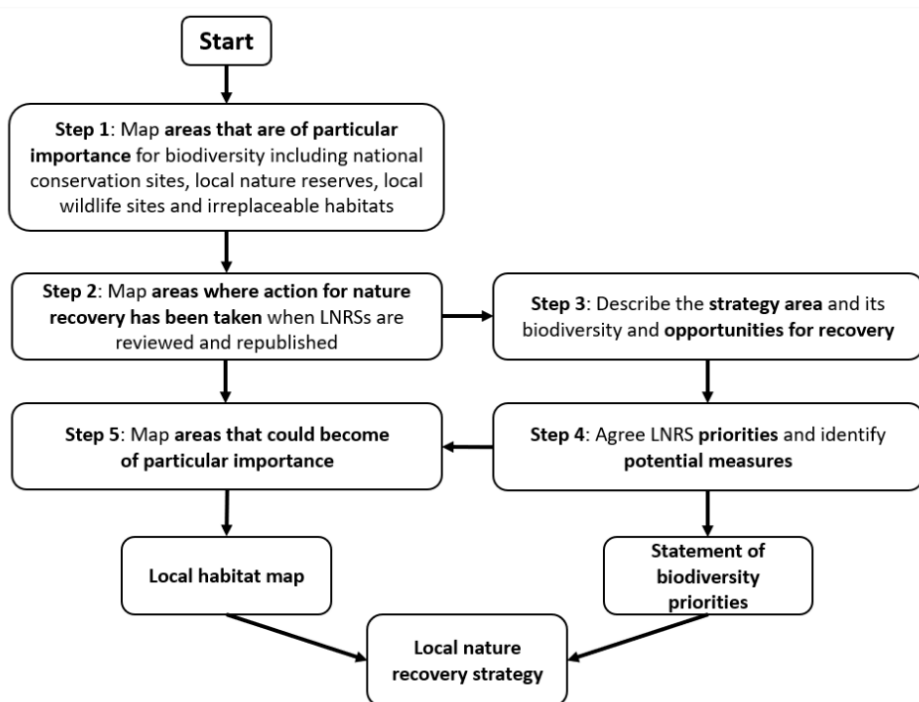 Start
Step 1: Map areas that are of particular
importance for biodiversity including national
conservation sites, local nature reserves, local
wildlife sites and irreplaceable habitats
Step 2: Map areas where action for nature
recovery has been taken when LNRSs are
reviewed and republished
Step 3: Describe the strategy area and its
biodiversity and opportunities for recovery
Step 5: Map areas that could become
of particular importance
Step 4: Agree LNRS priorities and identify
potential measures
Local habitat map
Statement of
biodiversity
priorities
Local nature
recovery strategy